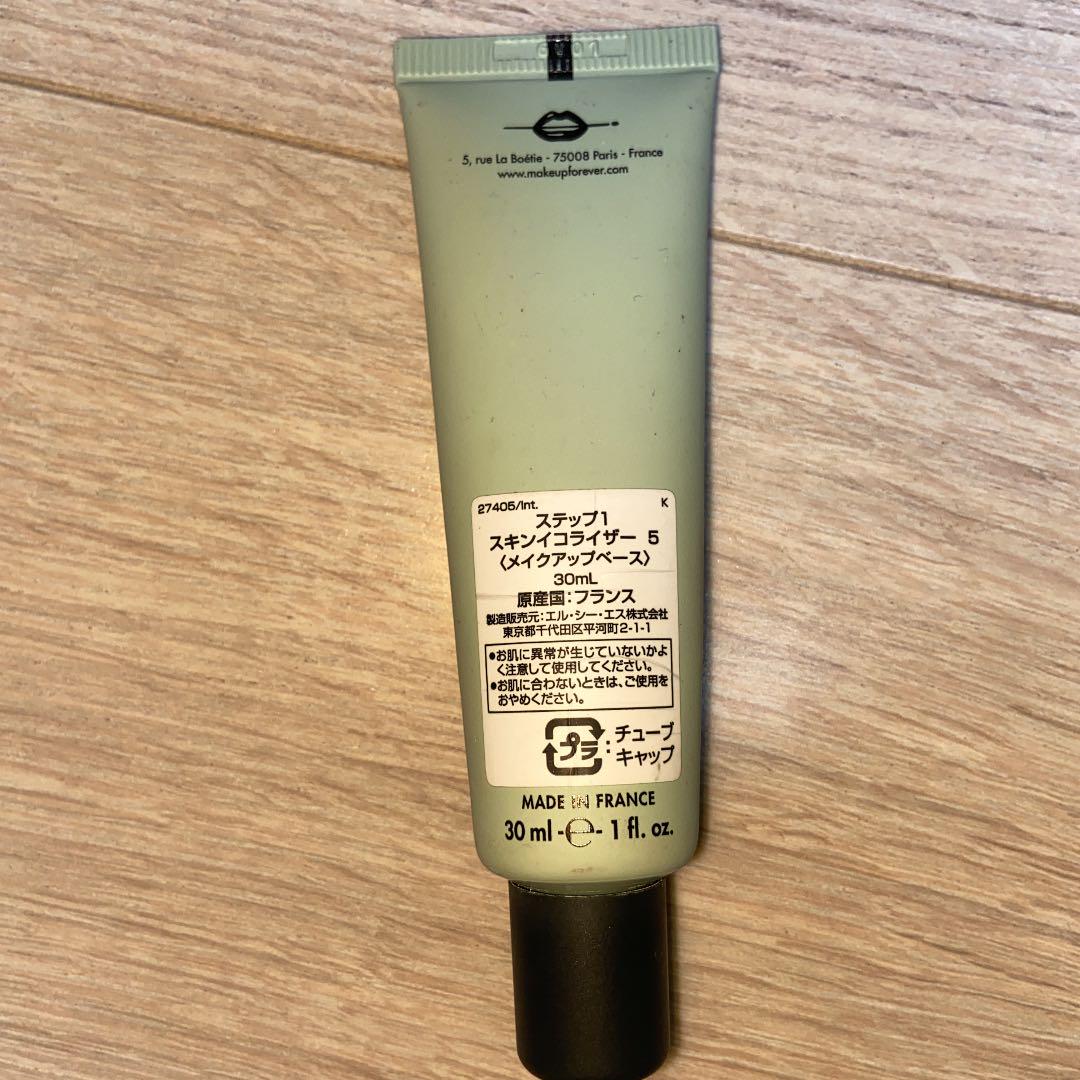 5, rue La Boétie - 75008 Paris - France
www.makeupforever.com
27405/Int. K
ステップ1
スキンイコライザー 5
〈メイクアップベース〉
30mL
原産国：フランス
製造販売元：エル・シー・エス株式会社
東京都千代田区平河町2-1-1
●お肌に異常が生じていないかよ
く注意して使用してください。
●お肌に合わないときは、ご使用を
おやめください。
プラ：チューブ
キャップ
MADE IN FRANCE
30 ml -e- 1 fl. oz.